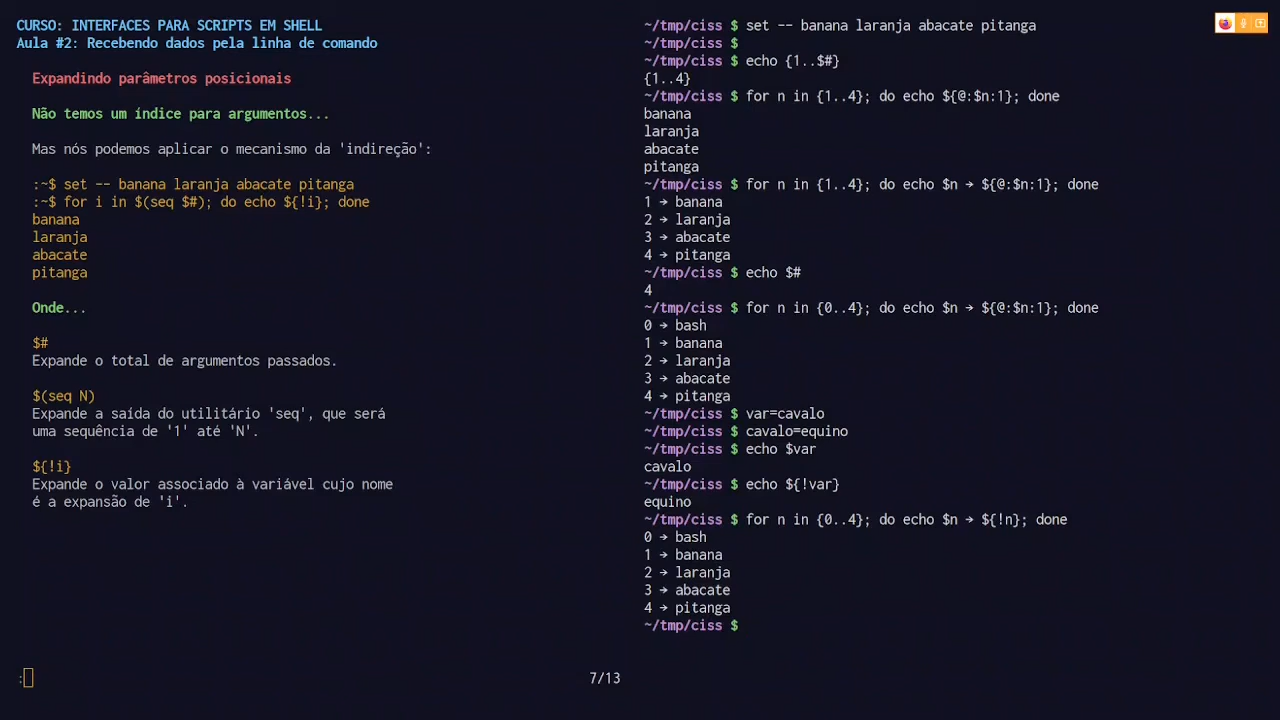 CURSO: INTERFACES PARA SCRIPTS EM SHELL
Aula #2: Recebendo dados pela linha de comando
Expandindo parâmetros posicionais
Não temos um índice para argumentos...
Mas nós podemos aplicar o mecanismo da 'indireção':
:~$ set -- banana laranja abacate pitanga
:~$ for i in $(seq $#); do echo ${!i}; done
banana
laranja
abacate
pitanga
Onde...
$#
Expande o total de argumentos passados.
$(seq N)
Expande a saída do utilitário 'seq', que será
uma sequência de '1' até 'N'.
${!i}
Expande o valor associado à variável cujo nome
é a expansão de 'i'.
:
7/13
~/tmp/ciss $ set -- banana laranja abacate pitanga
~/tmp/ciss $
~/tmp/ciss $ echo {1..$#}
{1..4}
~/tmp/ciss $ for n in {1..4}; do echo ${@:$n:1}; done
banana
laranja
abacate
pitanga
~/tmp/ciss $ for n in {1..4}; do echo $n → ${@:$n:1}; done
1 → banana
2 → laranja
3 → abacate
4 → pitanga
~/tmp/ciss $ echo $#
4
~/tmp/ciss $ for n in {0..4}; do echo $n → ${@:$n:1}; done
0 → bash
1 → banana
2 → laranja
3 → abacate
4 → pitanga
~/tmp/ciss $ var=cavalo
~/tmp/ciss $ cavalo=equino
~/tmp/ciss $ echo $var
cavalo
~/tmp/ciss $ echo ${!var}
equino
~/tmp/ciss $ for n in {0..4}; do echo $n → ${!n}; done
0 → bash
1 → banana
2 → laranja
3 → abacate
4 → pitanga
~/tmp/ciss $